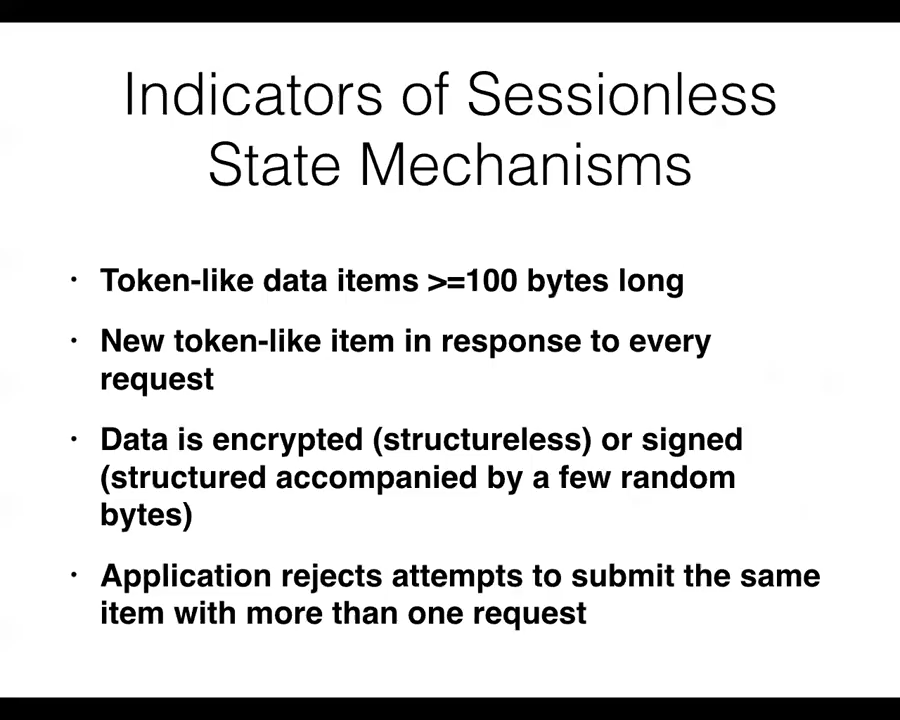 Indicators of Sessionless
State Mechanisms
• Token-like data items >=100 bytes long
• New token-like item in response to every
request
• Data is encrypted (structureless) or signed
(structured accompanied by a few random
bytes)
• Application rejects attempts to submit the same
item with more than one request